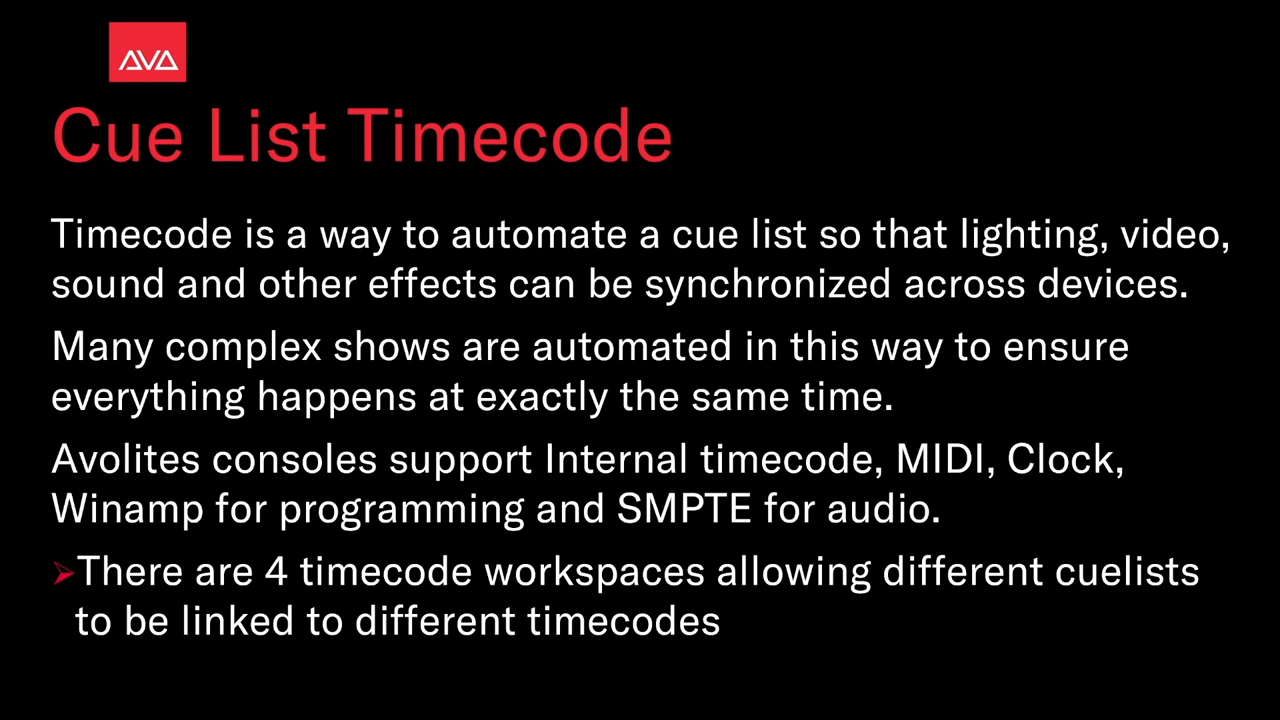 AVA
Cue List Timecode
Timecode is a way to automate a cue list so that lighting, video,
sound and other effects can be synchronized across devices.
Many complex shows are automated in this way to ensure
everything happens at exactly the same time.
Avolites consoles support Internal timecode, MIDI, Clock,
Winamp for programming and SMPTE for audio.
➢There are 4 timecode workspaces allowing different cuelists
to be linked to different timecodes